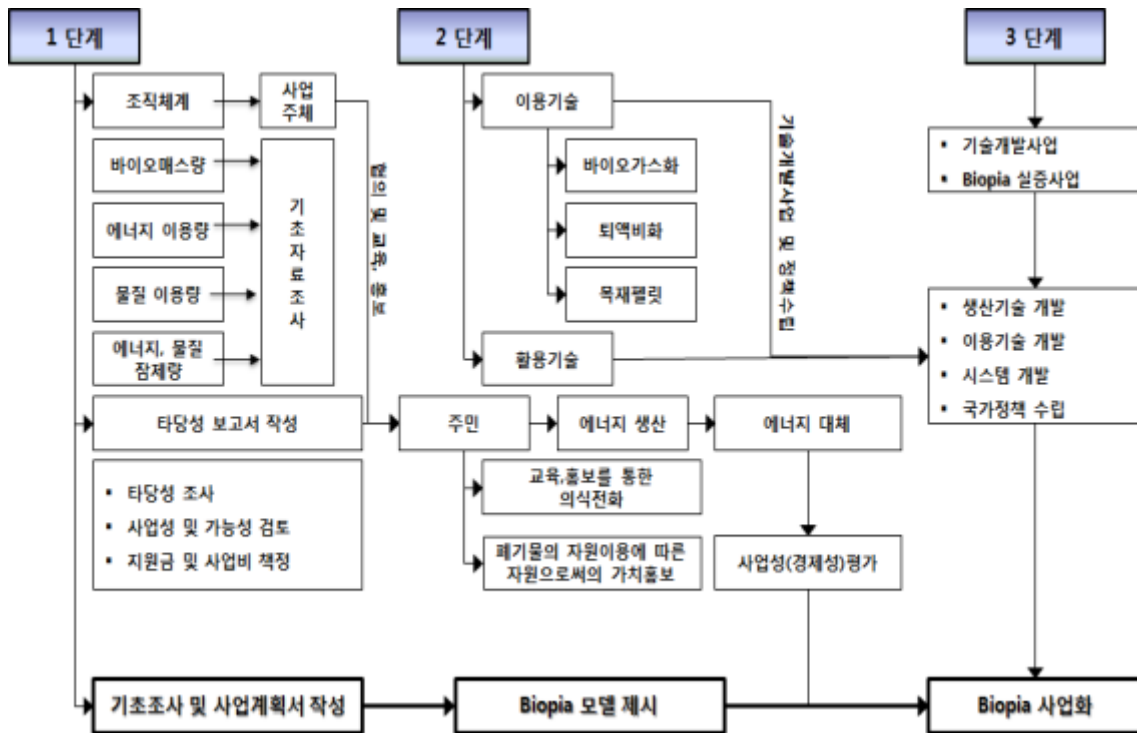 1 단계
조직체계
사업
주체
바이오매스량
에너지 이용량
물질 이용량
에너지, 물질
잠제량
기
초
자
료
조
사
협의 및 교육, 홍보
타당성 보고서 작성
▪ 타당성 조사
▪ 사업성 및 가능성 검토
▪ 지원금 및 사업비 책정
기초조사 및 사업계획서 작성
2 단계
이용기술
바이오가스화
퇴액비화
목재펠릿
활용기술
기술개발사업 및 정책수립
주민
에너지 생산
에너지 대체
교육,홍보를 통한
의식전화
폐기물의 자원이용에 따른
자원으로써의 가치홍보
사업성(경제성)평가
Biopia 모델 제시
3 단계
▪ 기술개발사업
▪ Biopia 실증사업
▪ 생산기술 개발
▪ 이용기술 개발
▪ 시스템 개발
▪ 국가정책 수립
Biopia 사업화